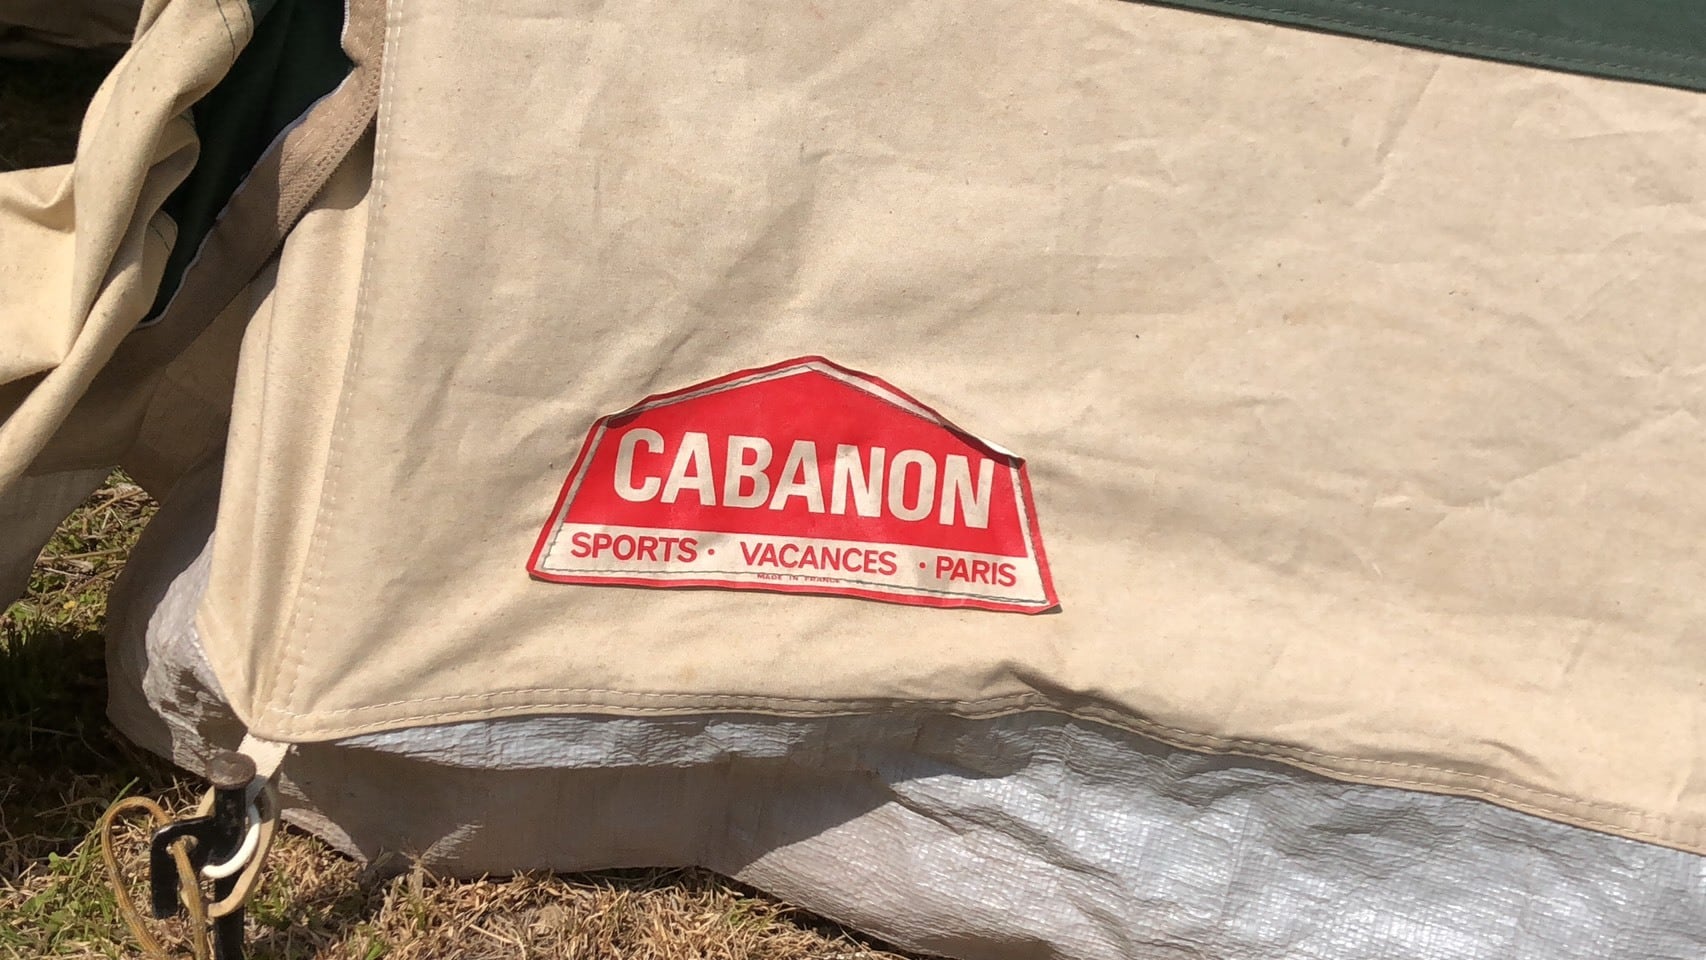 CABANON
SPORTS · VACANCES · PARIS
MADE IN FRANCE